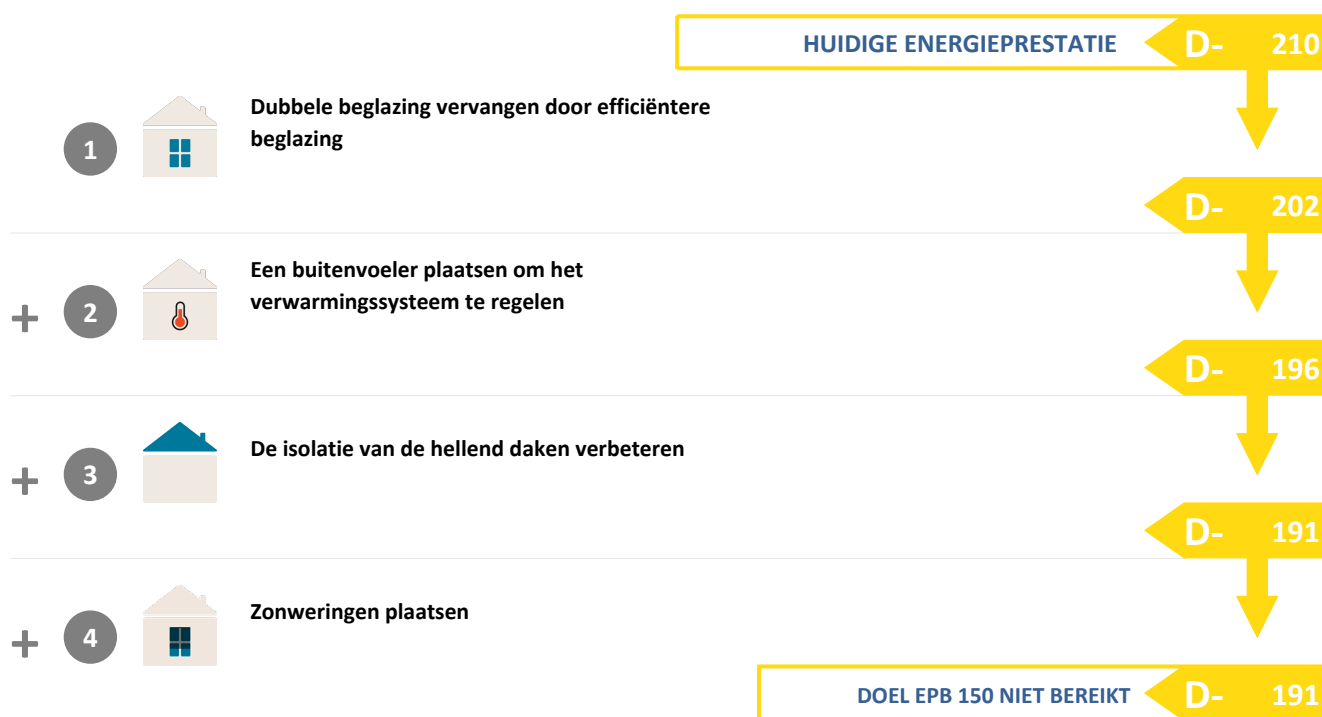 HUIDIGE ENERGIEPRESTATIE D- 210
1 Dubbele beglazing vervangen door efficiëntere
beglazing
D- 202
+ 2 Een buitenvoeler plaatsen om het
verwarmingssysteem te regelen
D- 196
+ 3 De isolatie van de hellend daken verbeteren
D- 191
+ 4 Zonweringen plaatsen
DOEL EPB 150 NIET BEREIKT D- 191